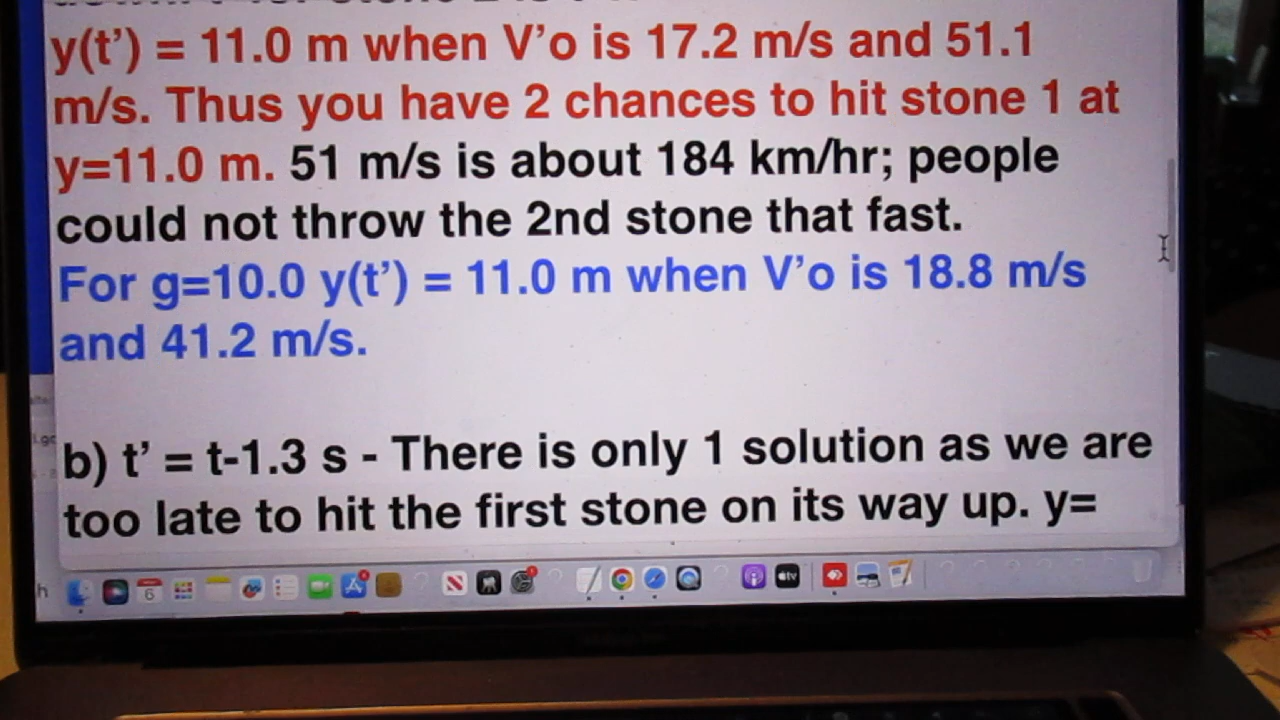 y(t’) = 11.0 m when V’o is 17.2 m/s and 51.1
m/s. Thus you have 2 chances to hit stone 1 at
y=11.0 m. 51 m/s is about 184 km/hr; people
could not throw the 2nd stone that fast.
For g=10.0 y(t’) = 11.0 m when V’o is 18.8 m/s
and 41.2 m/s.
b) t’ = t-1.3 s - There is only 1 solution as we are
too late to hit the first stone on its way up. y=
h
6
tv